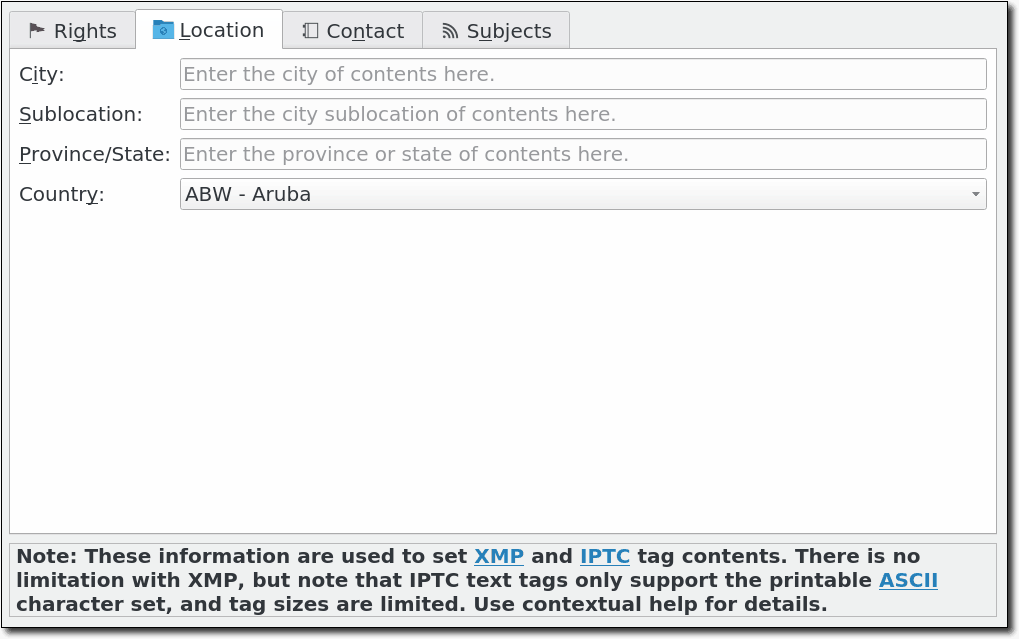 Rights
Location
Contact
Subjects
City:
Enter the city of contents here.
Sublocation:
Enter the city sublocation of contents here.
Province/State:
Enter the province or state of contents here.
Country:
ABW - Aruba
Note: These information are used to set XMP and IPTC tag contents. There is no
limitation with XMP, but note that IPTC text tags only support the printable ASCII
character set, and tag sizes are limited. Use contextual help for details.